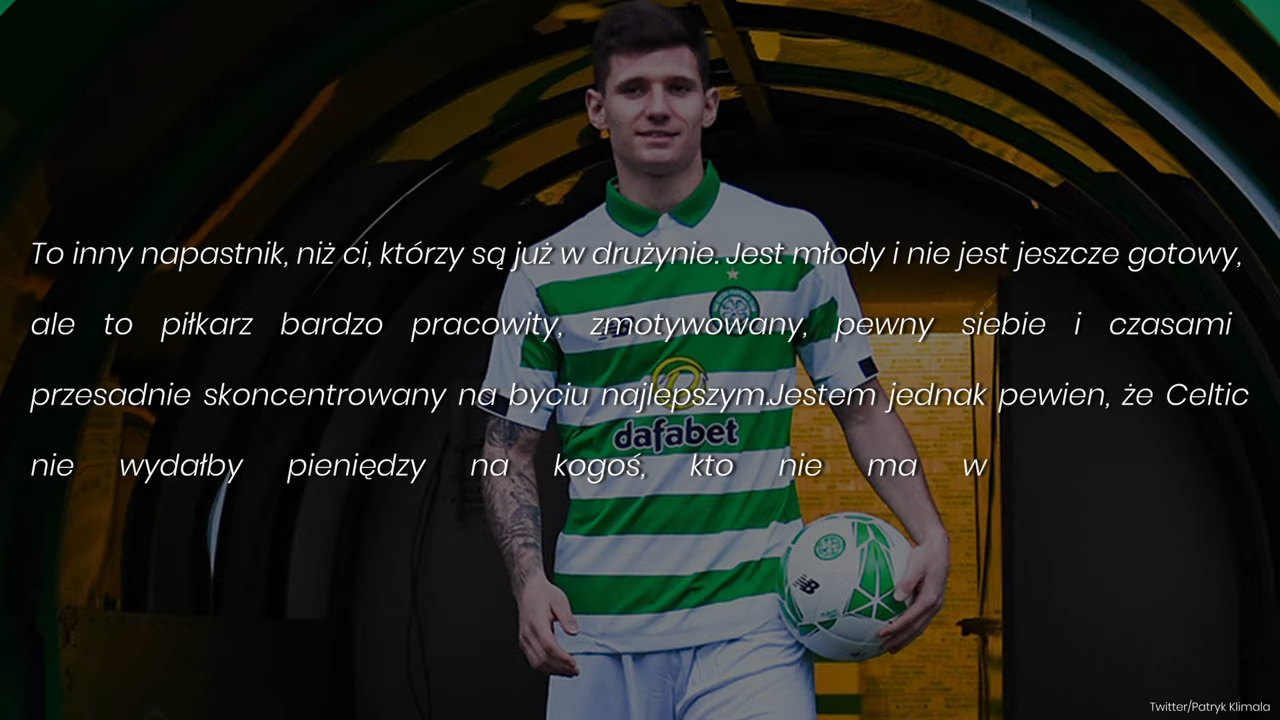 To inny napastnik, niż ci, którzy są już w drużynie. Jest młody i nie jest jeszcze gotowy,
ale to piłkarz bardzo pracowity, zmotywowany, pewny siebie i czasami
przesadnie skoncentrowany na byciu najlepszym.Jestem jednak pewien, że Celtic
dafabet
nie wydałby pieniędzy na kogoś, kto nie ma w
Twitter/Patryk Klimala